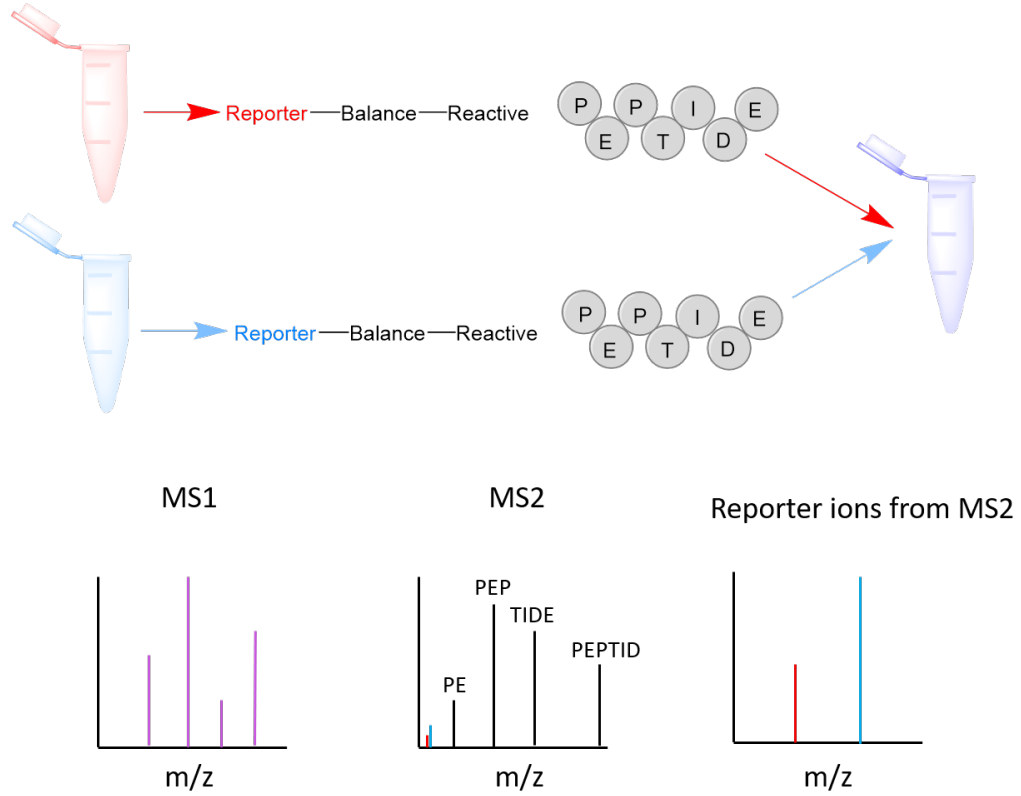 Reporter—Balance—Reactive
P P I E
E T D
Reporter—Balance—Reactive
P P I E
E T D
MS1
MS2
Reporter ions from MS2
PEP
TIDE
PEPTID
PE
m/z
m/z
m/z